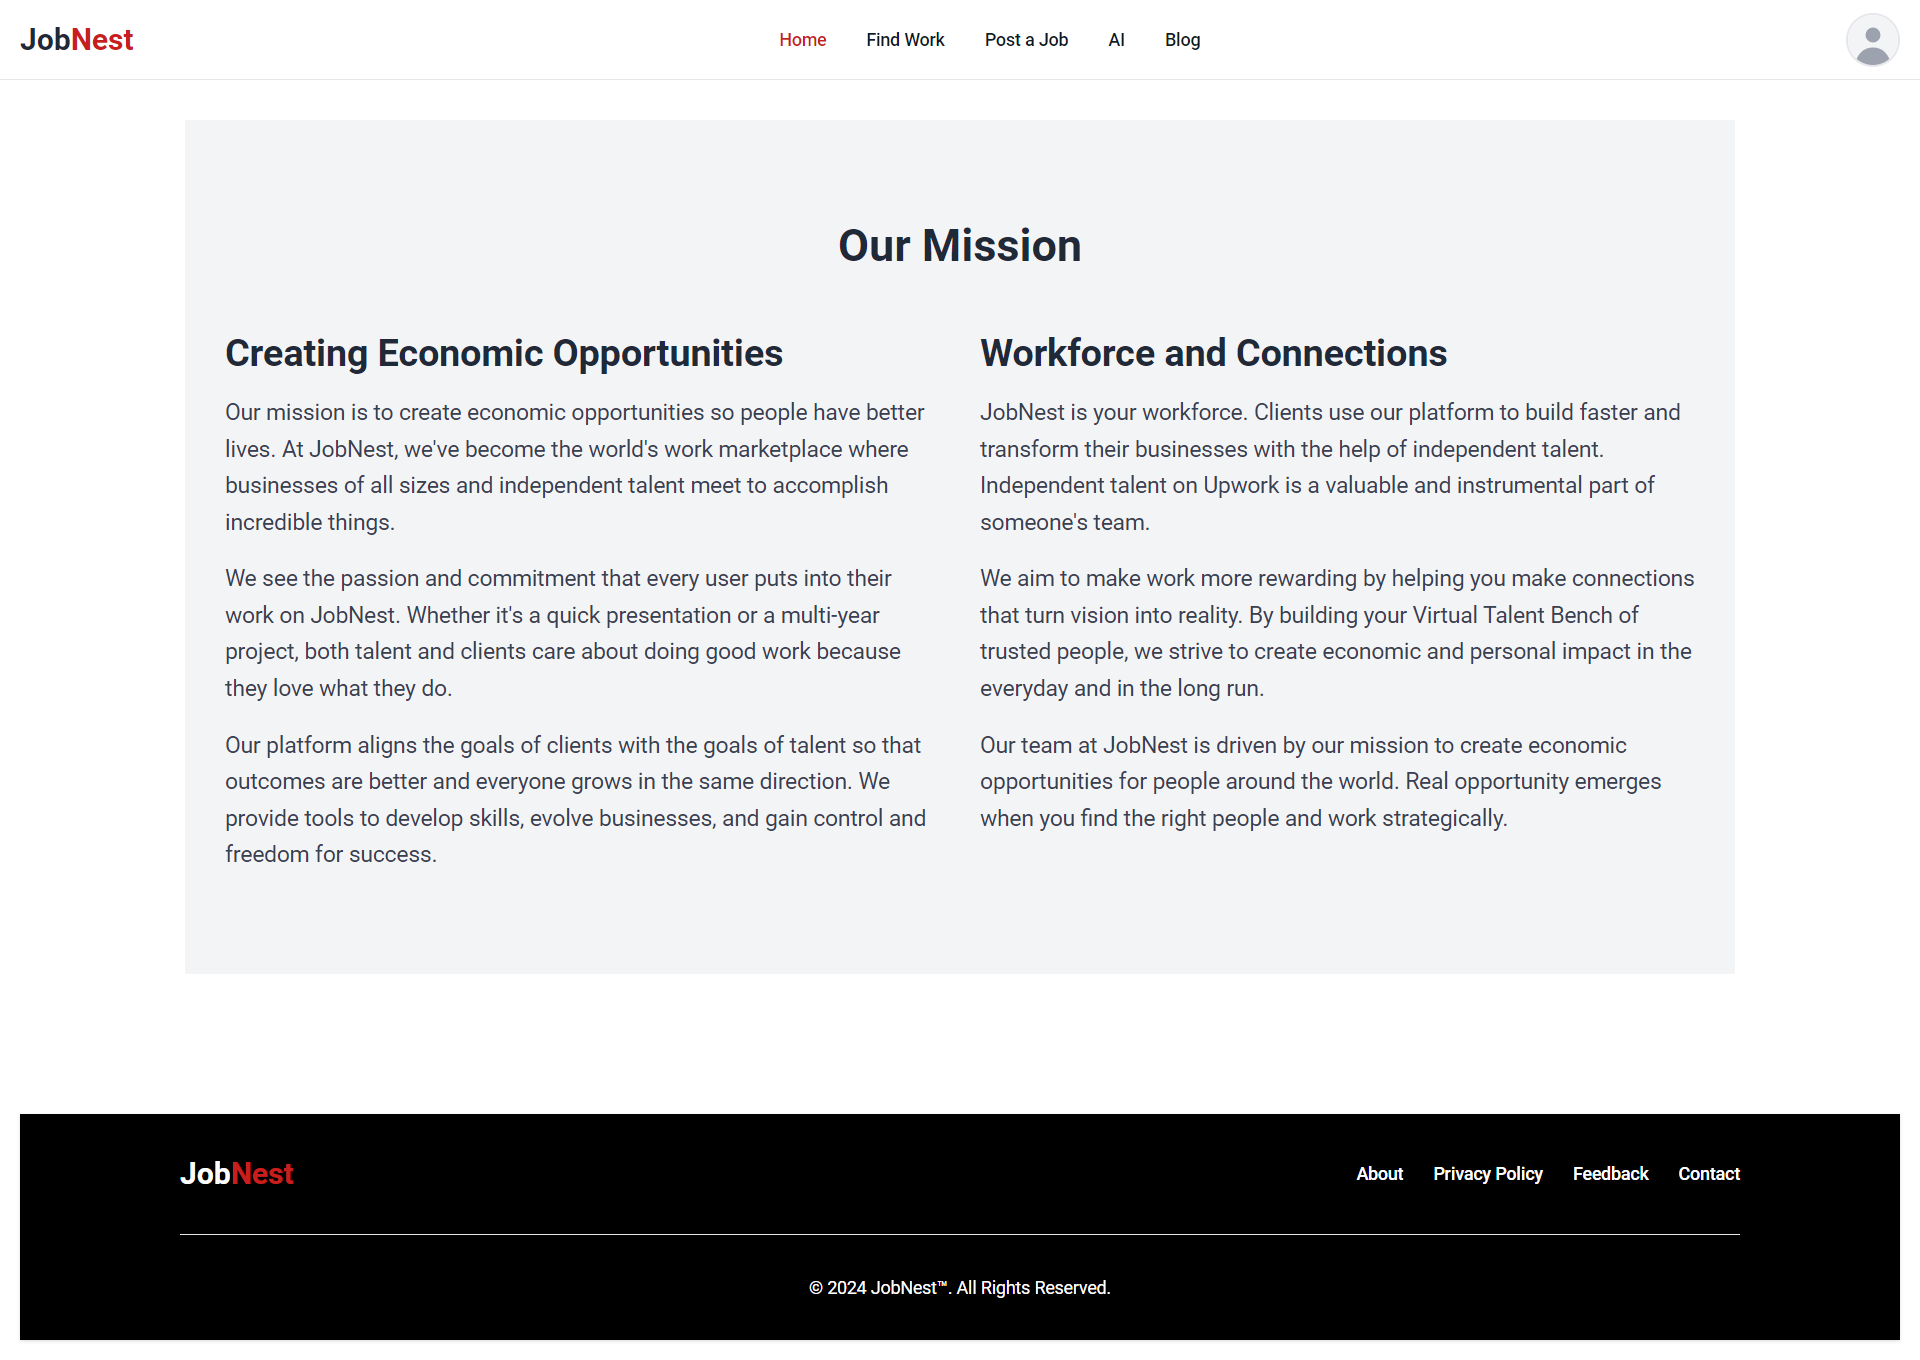 JobNest
Home Find Work Post a Job AI Blog
Our Mission
Creating Economic Opportunities
Our mission is to create economic opportunities so people have better
lives. At JobNest, we've become the world's work marketplace where
businesses of all sizes and independent talent meet to accomplish
incredible things.
We see the passion and commitment that every user puts into their
work on JobNest. Whether it's a quick presentation or a multi-year
project, both talent and clients care about doing good work because
they love what they do.
Our platform aligns the goals of clients with the goals of talent so that
outcomes are better and everyone grows in the same direction. We
provide tools to develop skills, evolve businesses, and gain control and
freedom for success.
Workforce and Connections
JobNest is your workforce. Clients use our platform to build faster and
transform their businesses with the help of independent talent.
Independent talent on Upwork is a valuable and instrumental part of
someone's team.
We aim to make work more rewarding by helping you make connections
that turn vision into reality. By building your Virtual Talent Bench of
trusted people, we strive to create economic and personal impact in the
everyday and in the long run.
Our team at JobNest is driven by our mission to create economic
opportunities for people around the world. Real opportunity emerges
when you find the right people and work strategically.
JobNest
About Privacy Policy Feedback Contact
© 2024 JobNest™. All Rights Reserved.